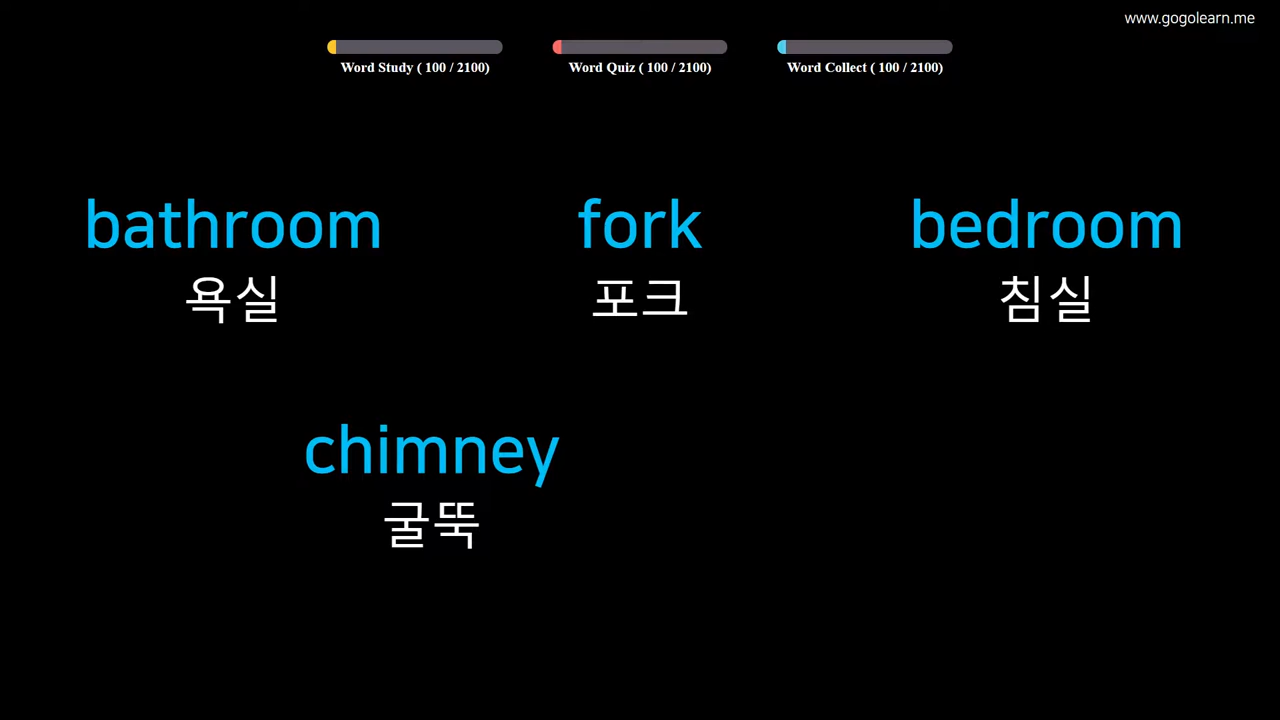 www.gogolearn.me
Word Study ( 100 / 2100)
Word Quiz ( 100 / 2100)
Word Collect ( 100 / 2100)
bathroom
욕실
fork
포크
bedroom
침실
chimney
굴뚝